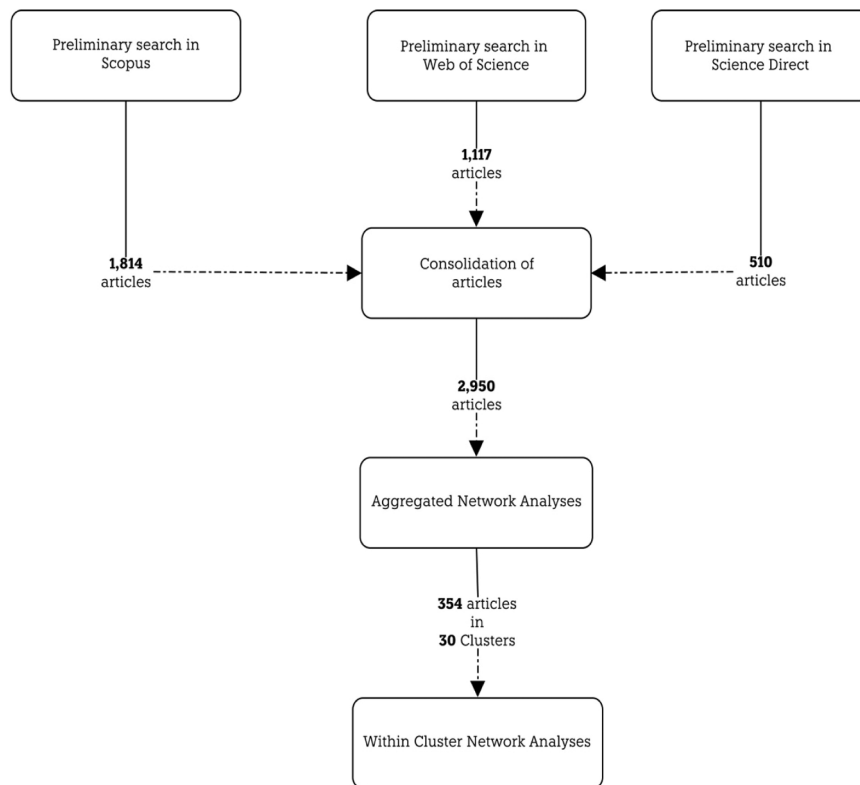 Preliminary search in
Scopus
Preliminary search in
Web of Science
Preliminary search in
Science Direct
1,117
articles
1,814
articles
Consolidation of
articles
510
articles
2,950
articles
Aggregated Network Analyses
354 articles
in
30 Clusters
Within Cluster Network Analyses